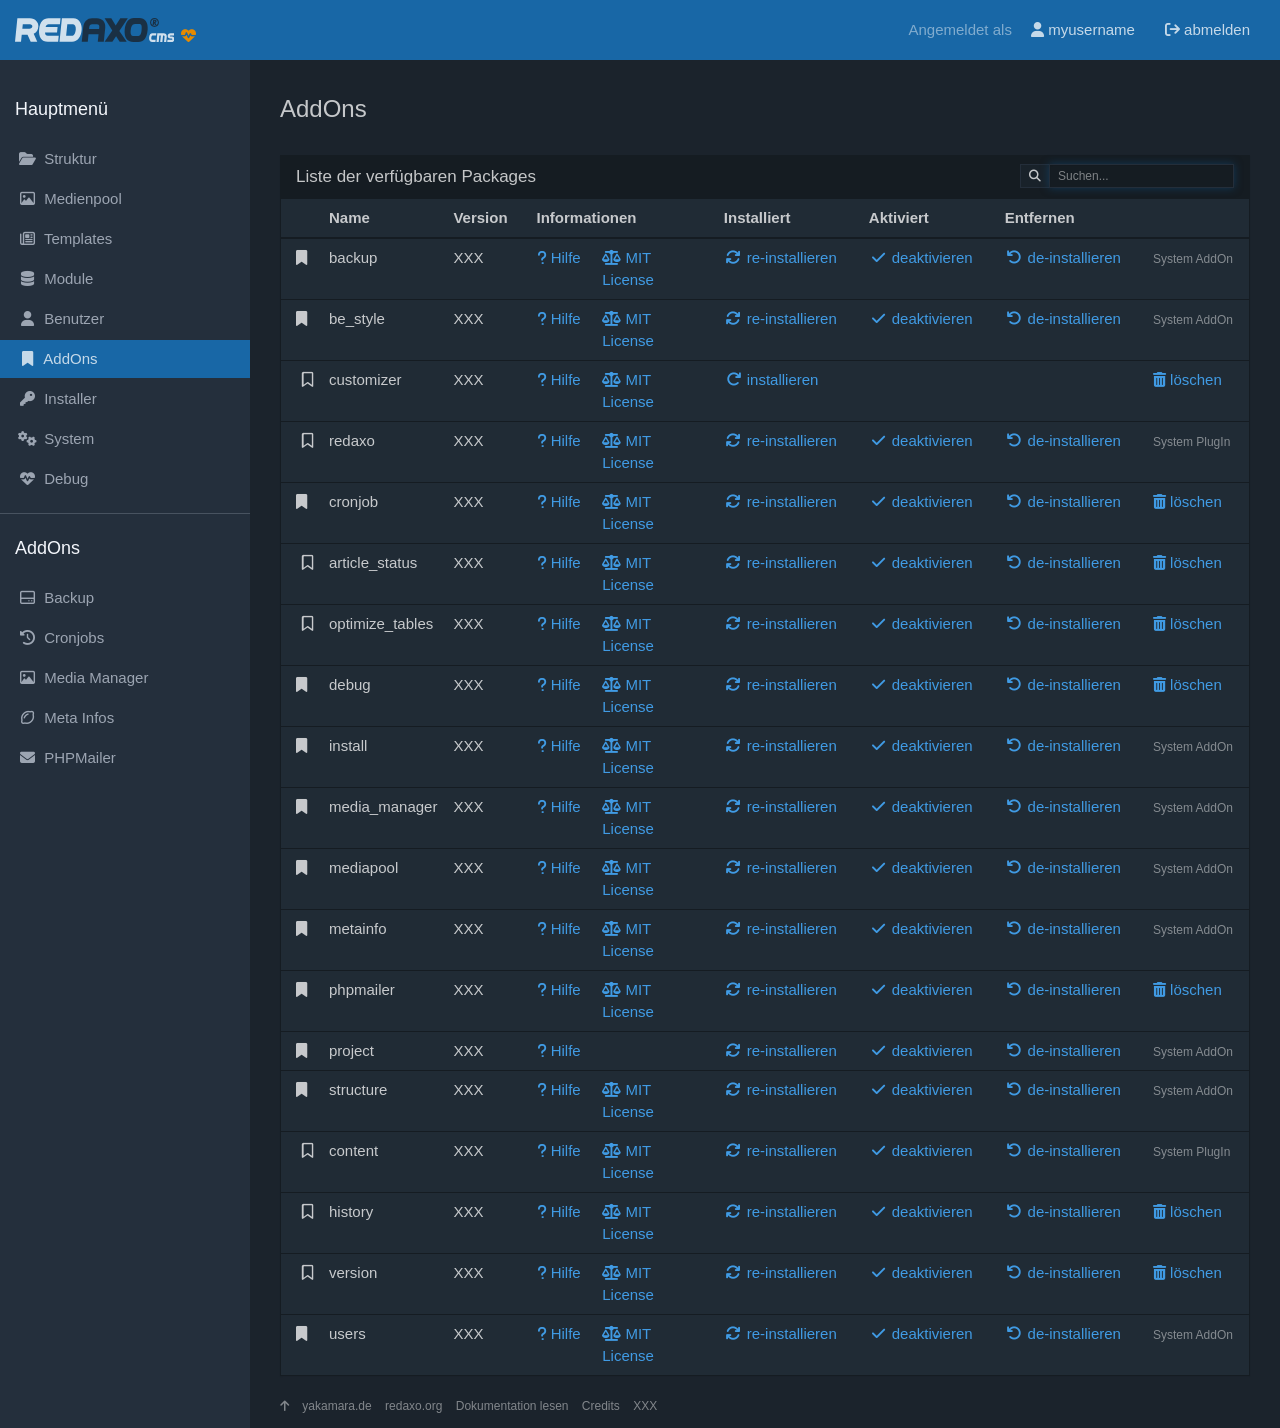 REDAXO® cms
Angemeldet als myusername abmelden
Hauptmenü
Struktur
Medienpool
Templates
Module
Benutzer
AddOns
Installer
System
Debug
AddOns
Backup
Cronjobs
Media Manager
Meta Infos
PHPMailer
AddOns
Liste der verfügbaren Packages
Suchen...
Name Version Informationen Installiert Aktiviert Entfernen
backup XXX Hilfe MIT re-installieren deaktivieren de-installieren System AddOn
License
be_style XXX Hilfe MIT re-installieren deaktivieren de-installieren System AddOn
License
customizer XXX Hilfe MIT installieren löschen
License
redaxo XXX Hilfe MIT re-installieren deaktivieren de-installieren System PlugIn
License
cronjob XXX Hilfe MIT re-installieren deaktivieren de-installieren löschen
License
article_status XXX Hilfe MIT re-installieren deaktivieren de-installieren löschen
License
optimize_tables XXX Hilfe MIT re-installieren deaktivieren de-installieren löschen
License
debug XXX Hilfe MIT re-installieren deaktivieren de-installieren löschen
License
install XXX Hilfe MIT re-installieren deaktivieren de-installieren System AddOn
License
media_manager XXX Hilfe MIT re-installieren deaktivieren de-installieren System AddOn
License
mediapool XXX Hilfe MIT re-installieren deaktivieren de-installieren System AddOn
License
metainfo XXX Hilfe MIT re-installieren deaktivieren de-installieren System AddOn
License
phpmailer XXX Hilfe MIT re-installieren deaktivieren de-installieren löschen
License
project XXX Hilfe re-installieren deaktivieren de-installieren System AddOn
structure XXX Hilfe MIT re-installieren deaktivieren de-installieren System AddOn
License
content XXX Hilfe MIT re-installieren deaktivieren de-installieren System PlugIn
License
history XXX Hilfe MIT re-installieren deaktivieren de-installieren löschen
License
version XXX Hilfe MIT re-installieren deaktivieren de-installieren löschen
License
users XXX Hilfe MIT re-installieren deaktivieren de-installieren System AddOn
License
yakamara.de redaxo.org Dokumentation lesen Credits XXX